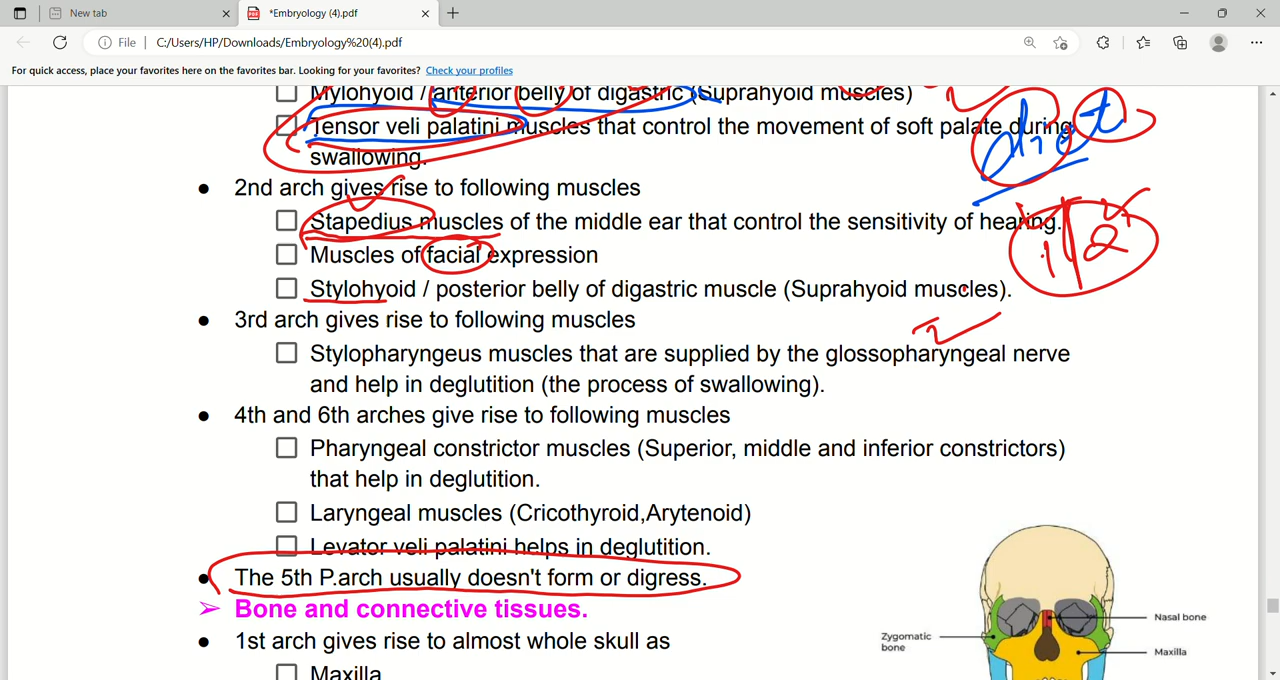 New tab
*Embryology (4).pdf
File
C:/Users/HP/Downloads/Embryology%20(4).pdf
For quick access, place your favorites here on the favorites bar. Looking for your favorites? Check your profiles
Mylohyoid / anterior belly of digastric (Suprahyoid muscles)
Tensor veli palatini muscles that control the movement of soft palate during
swallowing.
● 2nd arch gives rise to following muscles
Stapedius muscles of the middle ear that control the sensitivity of hearing.
1 2
Muscles of facial expression
Stylohyoid / posterior belly of digastric muscle (Suprahyoid muscles).
● 3rd arch gives rise to following muscles
Stylopharyngeus muscles that are supplied by the glossopharyngeal nerve
and help in deglutition (the process of swallowing).
● 4th and 6th arches give rise to following muscles
Pharyngeal constrictor muscles (Superior, middle and inferior constrictors)
that help in deglutition.
Laryngeal muscles (Cricothyroid,Arytenoid)
Levator veli palatini helps in deglutition.
● The 5th P.arch usually doesn't form or digress.
➢ Bone and connective tissues.
● 1st arch gives rise to almost whole skull as
Maxilla
Nasal bone
Zygomatic
bone
Maxilla